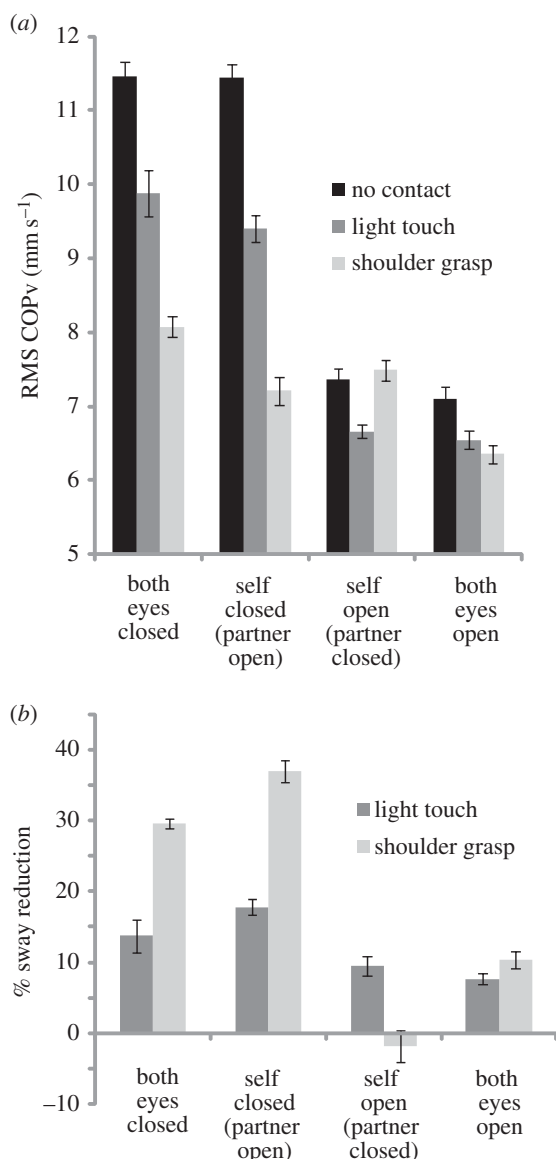 (a)
12
11
10
9
8
7
6
5
RMS COPv (mm s⁻¹)
no contact
light touch
shoulder grasp
both
eyes
closed
self
closed
(partner
open)
self
open
(partner
closed)
both
eyes
open
(b)
40
30
20
10
0
–10
% sway reduction
light touch
shoulder grasp
both
eyes
closed
self
closed
(partner
open)
self
open
(partner
closed)
both
eyes
open